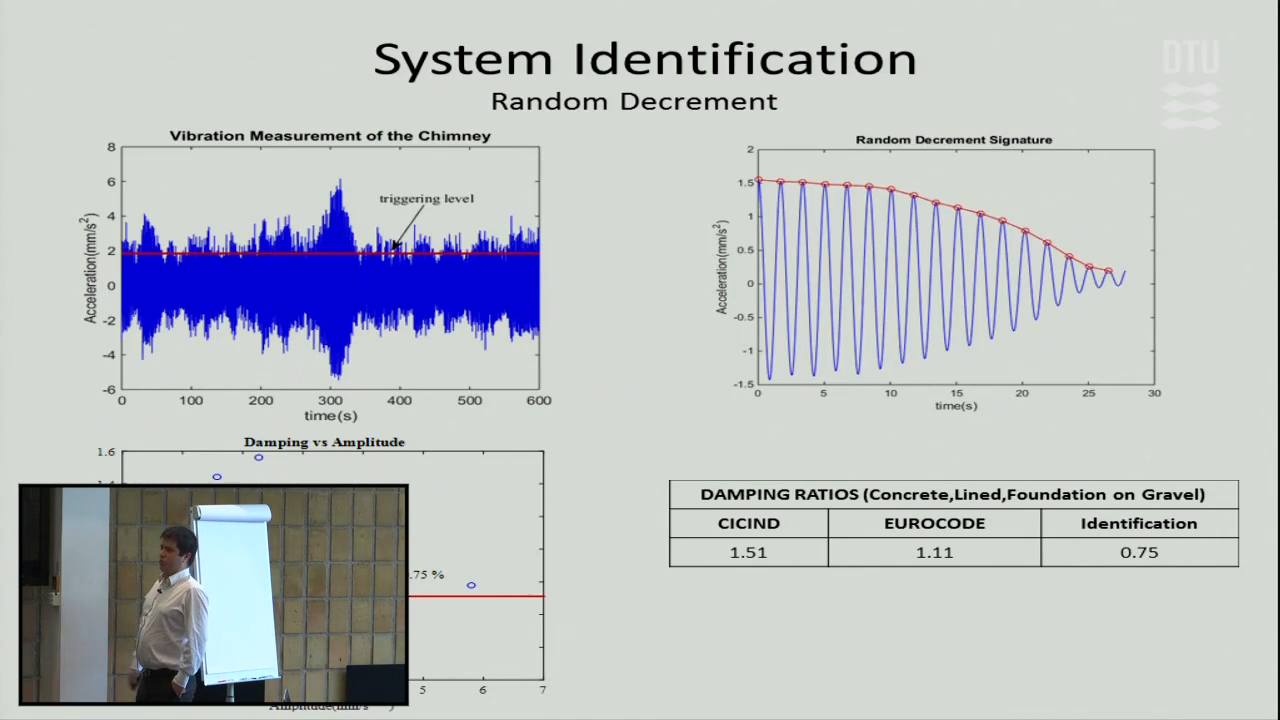 System Identification
DTU
Random Decrement
Vibration Measurement of the Chimney
8
6
4
2
0
-2
-4
-6
Acceleration(mm/s²)
triggering level
0 100 200 300 400 500 600
time(s)
Random Decrement Signature
2
1.5
1
0.5
0
-0.5
-1
-1.5
Acceleration(mm/s²)
0 5 10 15 20 25 30
time(s)
Damping vs Amplitude
1.6
.75 %
5 6 7
DAMPING RATIOS (Concrete,Lined,Foundation on Gravel)
CICIND EUROCODE Identification
1.51 1.11 0.75